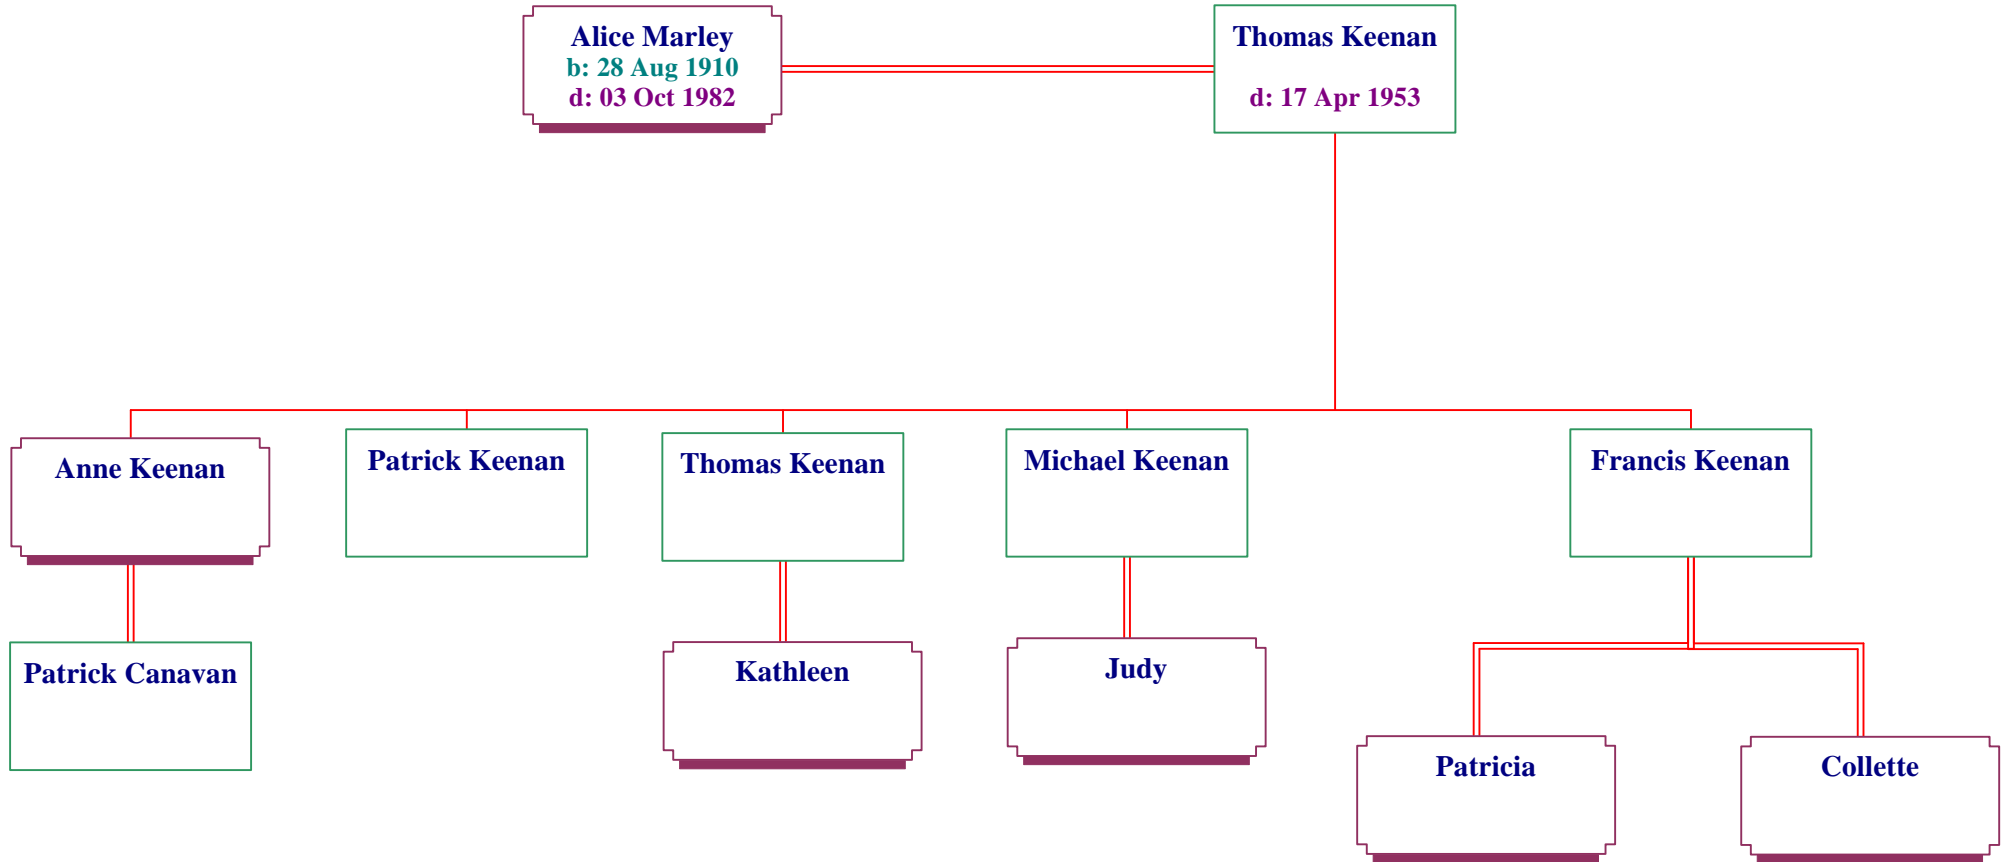 Alice Marley
b: 28 Aug 1910
d: 03 Oct 1982
Thomas Keenan
d: 17 Apr 1953
Anne Keenan
Patrick Keenan
Thomas Keenan
Michael Keenan
Francis Keenan
Patrick Canavan
Kathleen
Judy
Patricia
Collette